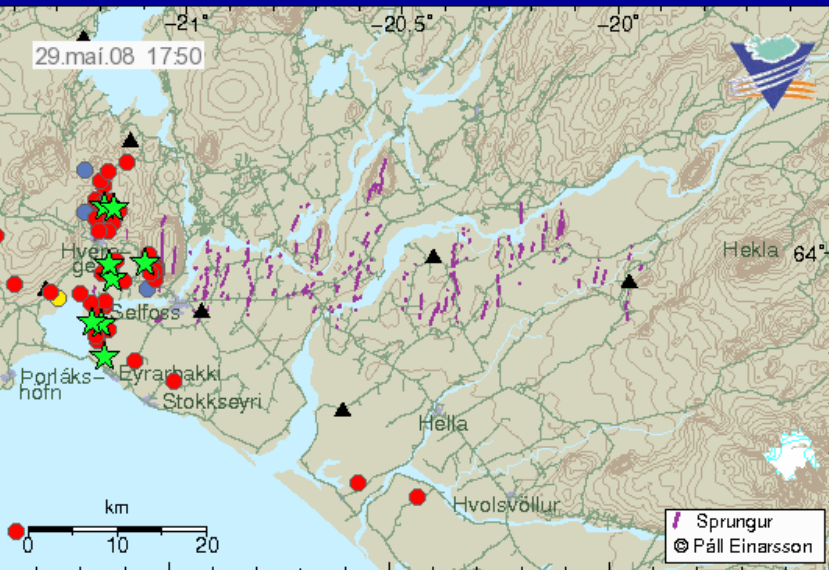 -21°
-20.5°
-20°
29.maí.08 17:50
Hvera-
gerði
Hekla
64°
Selfoss
Þorláks-
höfn
Eyrarbakki
Stokkseyri
Hella
Hvolsvöllur
km
0 10 20
Sprungur
© Páll Einarsson